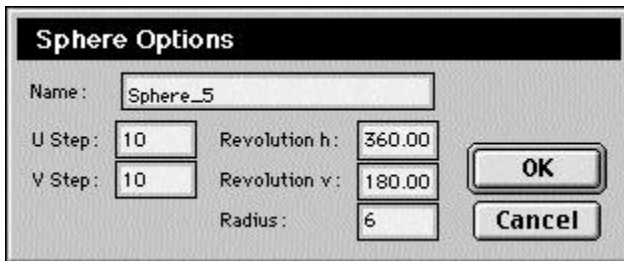 Sphere Options
Name: Sphere_5
U Step: 10 Revolution h: 360.00
V Step: 10 Revolution v: 180.00
OK
Radius: 6
Cancel